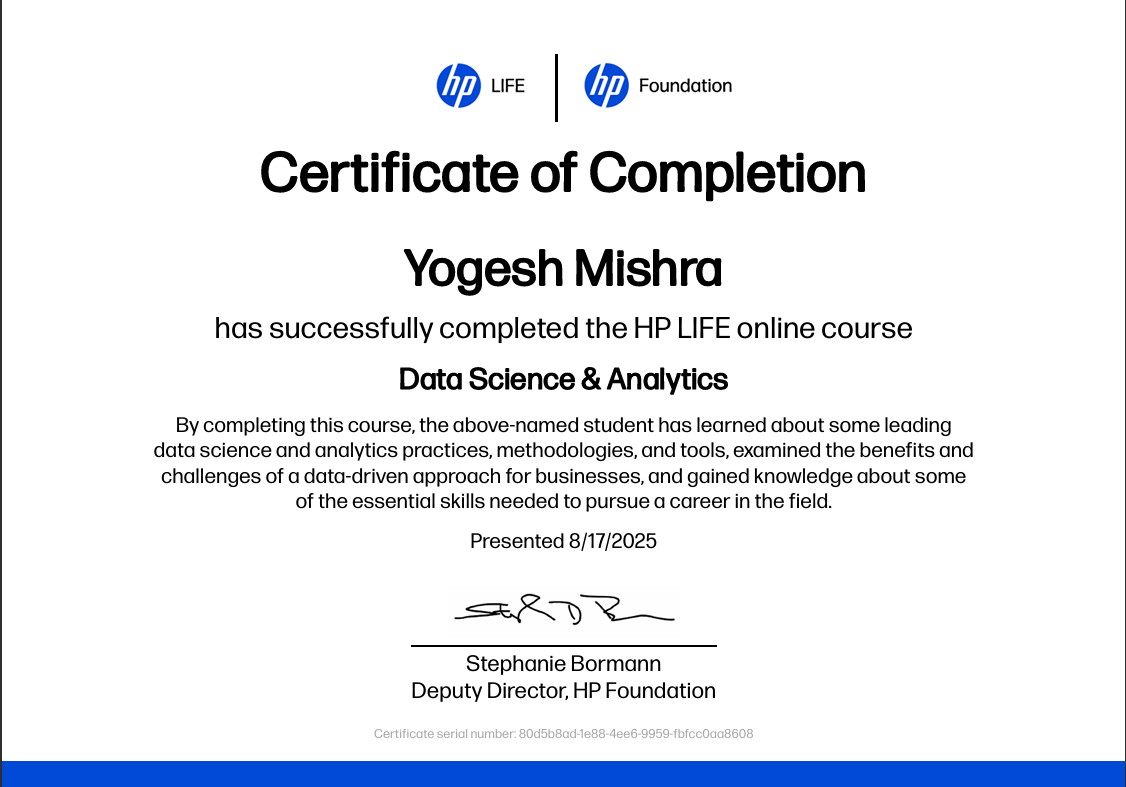 hp LIFE | hp Foundation
Certificate of Completion
Yogesh Mishra
has successfully completed the HP LIFE online course
Data Science & Analytics
By completing this course, the above-named student has learned about some leading
data science and analytics practices, methodologies, and tools, examined the benefits and
challenges of a data-driven approach for businesses, and gained knowledge about some
of the essential skills needed to pursue a career in the field.
Presented 8/17/2025
Stephanie Bormann
Deputy Director, HP Foundation
Certificate serial number: 80d5b8ad-1e88-4ee6-9959-fbfcc0aa8608